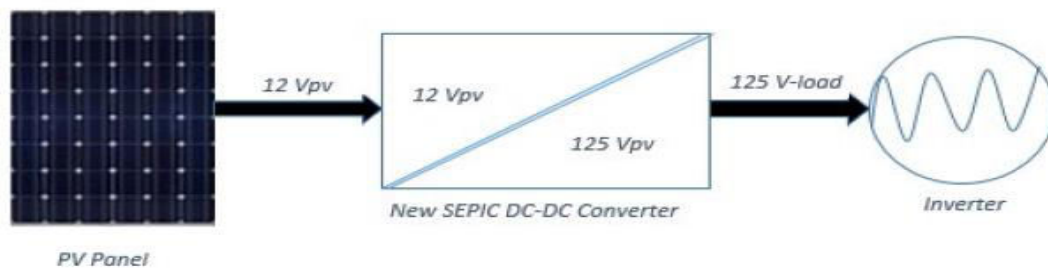 12 Vpv
12 Vpv
125 Vpv
125 V-load
New SEPIC DC-DC Converter
Inverter
PV Panel